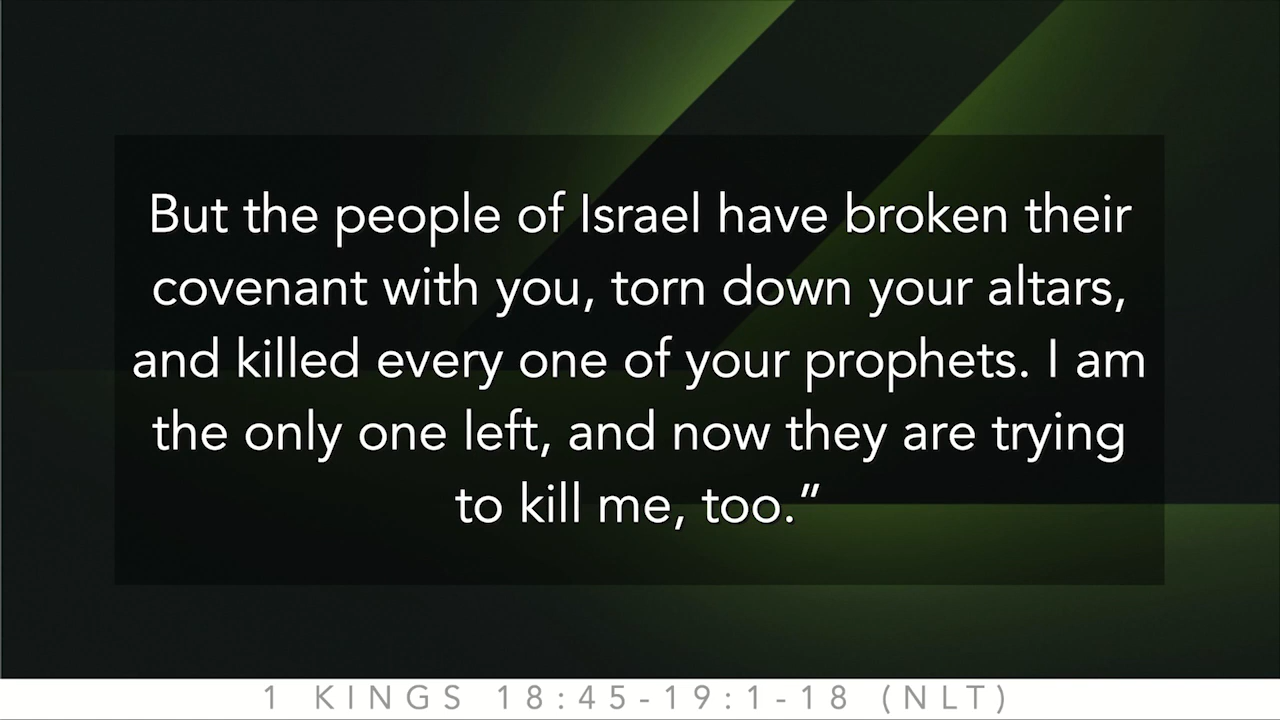 But the people of Israel have broken their
covenant with you, torn down your altars,
and killed every one of your prophets. I am
the only one left, and now they are trying
to kill me, too.”
1 KINGS 18:45-19:1-18 (NLT)